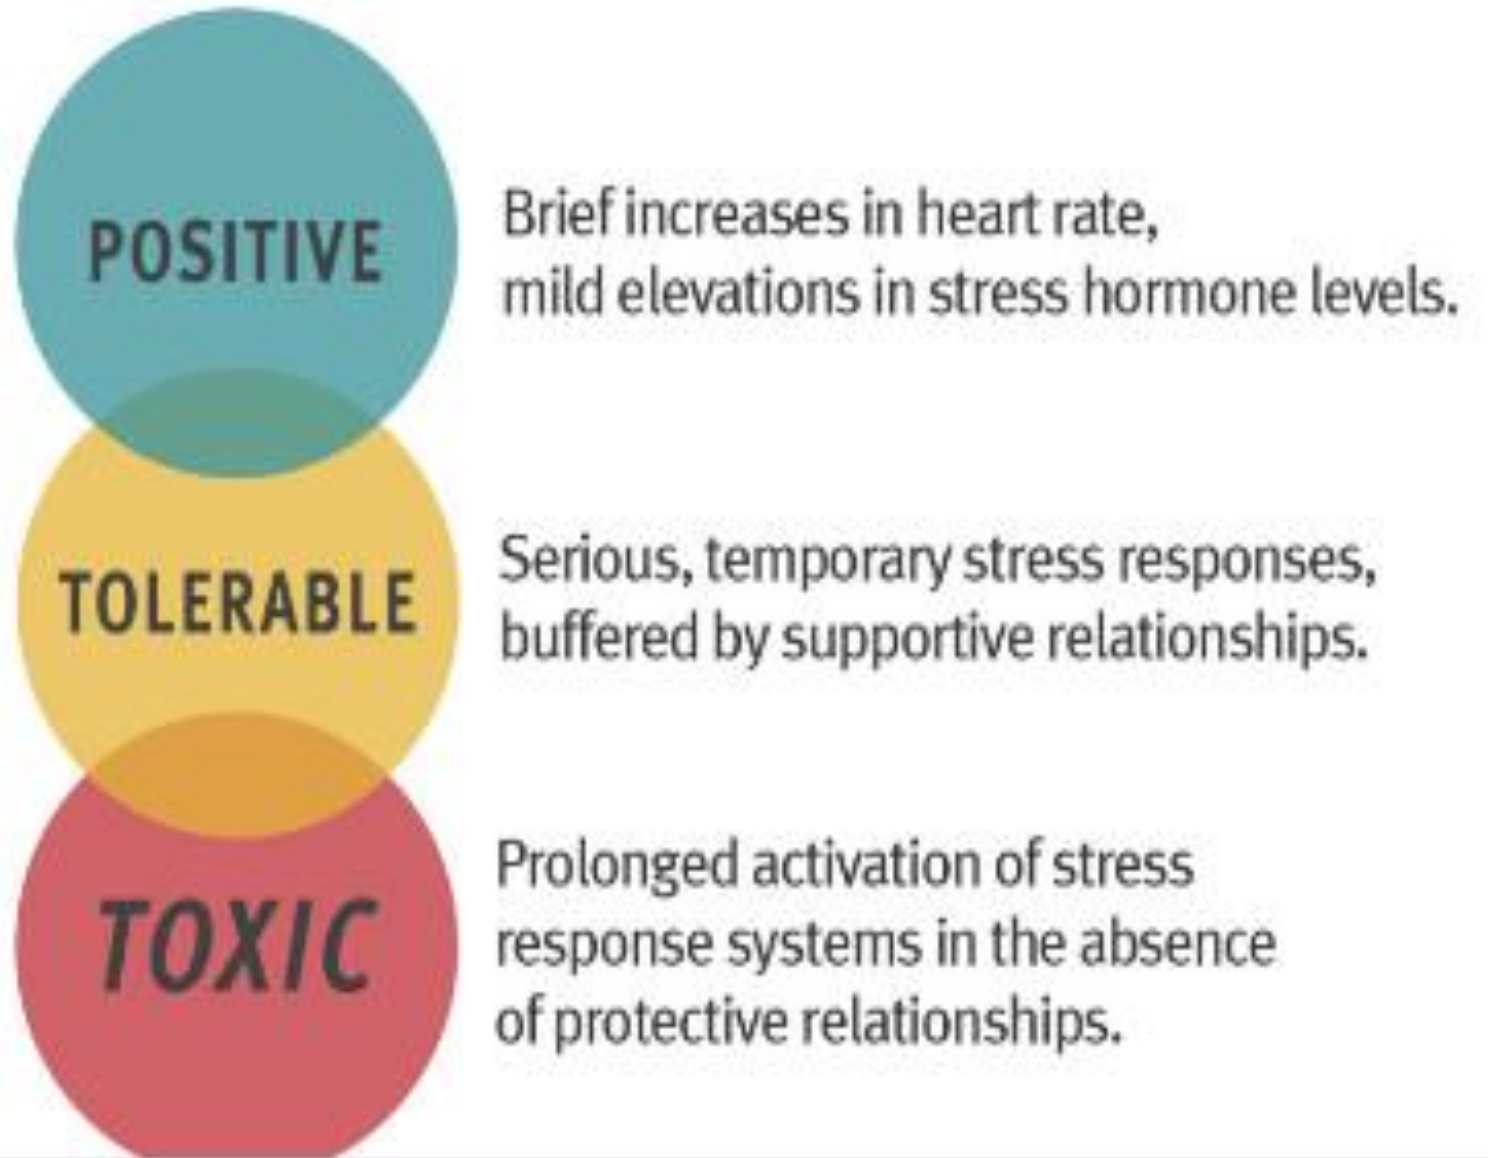 POSITIVE
Brief increases in heart rate,
mild elevations in stress hormone levels.
TOLERABLE
Serious, temporary stress responses,
buffered by supportive relationships.
TOXIC
Prolonged activation of stress
response systems in the absence
of protective relationships.